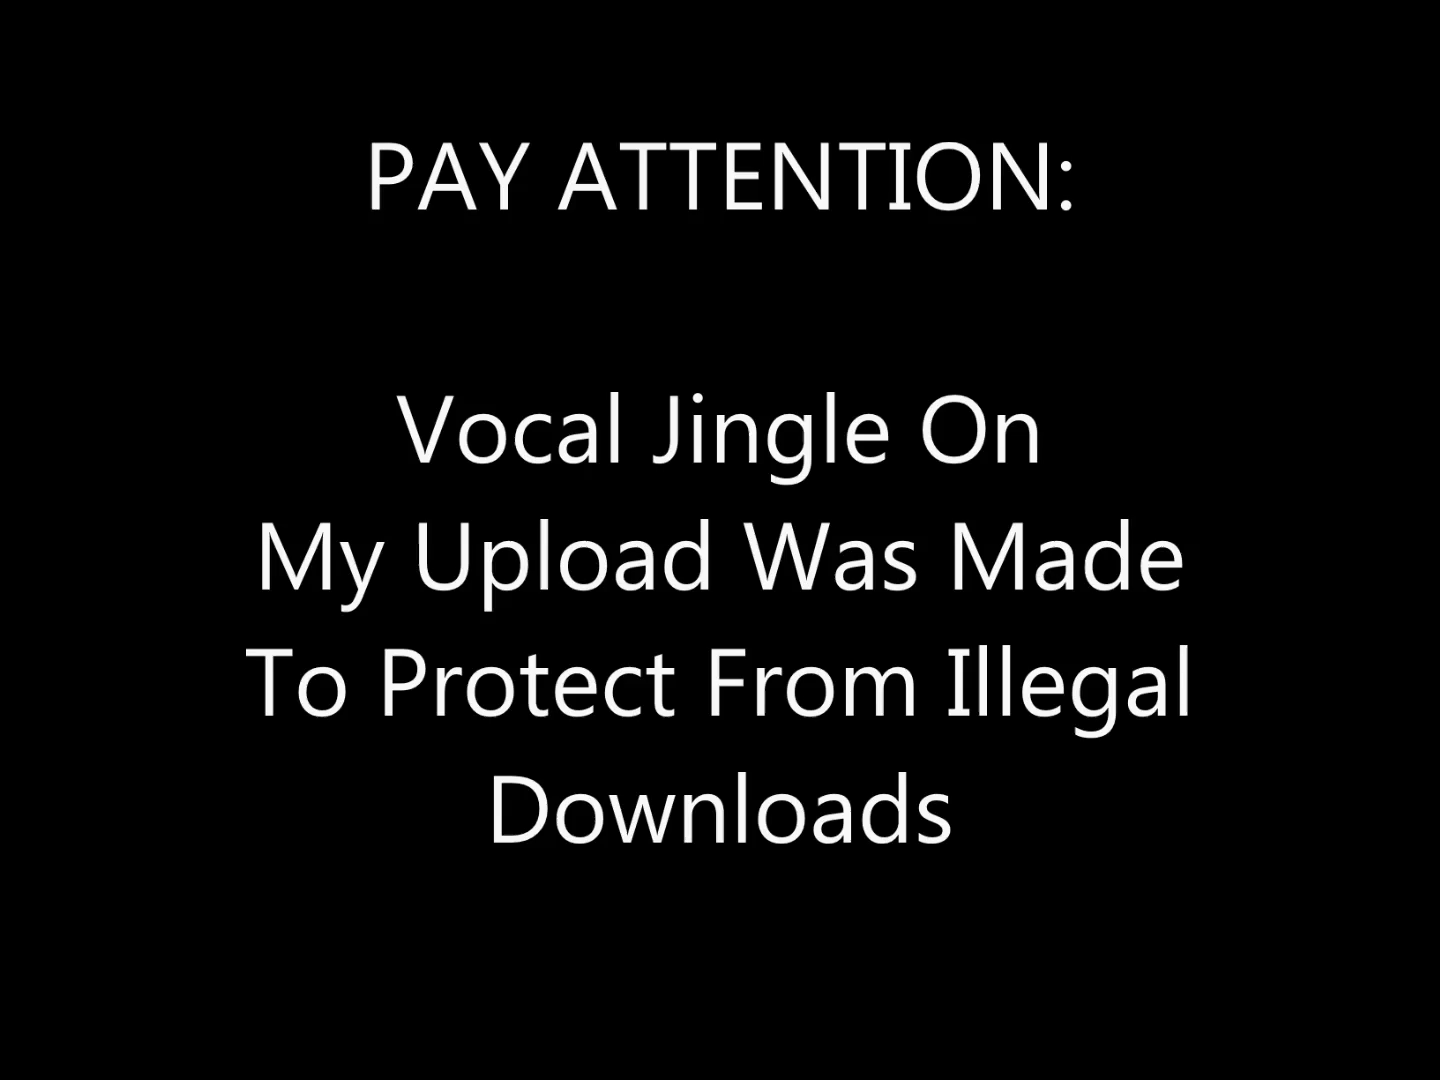 PAY ATTENTION:
Vocal Jingle On
My Upload Was Made
To Protect From Illegal
Downloads